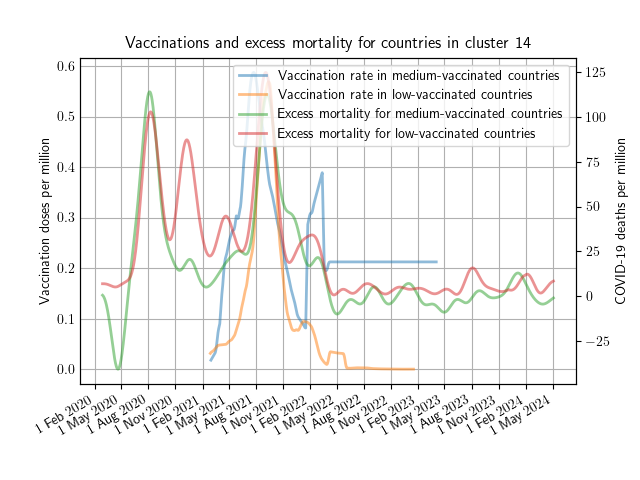 Vaccinations and excess mortality for countries in cluster 14
Vaccination rate in medium-vaccinated countries
Vaccination rate in low-vaccinated countries
Excess mortality for medium-vaccinated countries
Excess mortality for low-vaccinated countries
Vaccination doses per million
0.6
0.5
0.4
0.3
0.2
0.1
0.0
COVID-19 deaths per million
125
100
75
50
25
0
−25
1 Feb 2020
1 May 2020
1 Aug 2020
1 Nov 2020
1 Feb 2021
1 May 2021
1 Aug 2021
1 Nov 2021
1 Feb 2022
1 May 2022
1 Aug 2022
1 Nov 2022
1 Feb 2023
1 May 2023
1 Aug 2023
1 Nov 2023
1 Feb 2024
1 May 2024